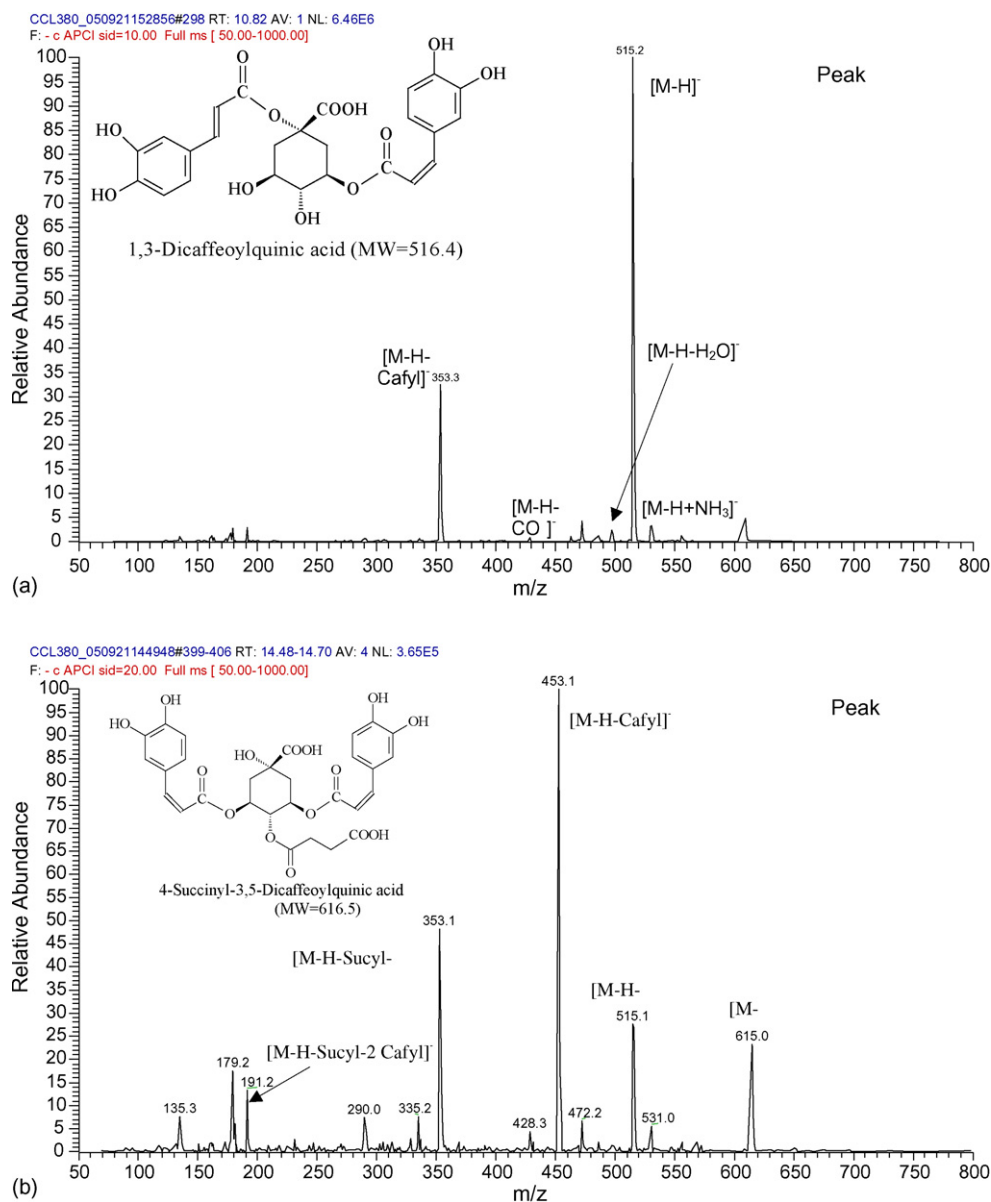 CCL380_050921152856#298 RT: 10.82 AV: 1 NL: 6.46E6
F: - c APCI sid=10.00 Full ms [ 50.00-1000.00]
Peak
515.2
[M-H]⁻
OH
OH
O
C
O
COOH
HO
HO
HO
OH
O
C
O
1,3-Dicaffeoylquinic acid (MW=516.4)
[M-H-
Cafyl]⁻
353.3
[M-H-H₂O]⁻
[M-H-
CO ]⁻
[M-H+NH₃]⁻
Relative Abundance
100
95
90
85
80
75
70
65
60
55
50
45
40
35
30
25
20
15
10
5
0
50 100 150 200 250 300 350 400 450 500 550 600 650 700 750 800
m/z
(a)
CCL380_050921144948#399-406 RT: 14.48-14.70 AV: 4 NL: 3.65E5
F: - c APCI sid=20.00 Full ms [ 50.00-1000.00]
Peak
453.1
[M-H-Cafyl]⁻
OH
HO
HO
COOH
OH
OH
O
C
O
O
C
O
O
C
O
COOH
4-Succinyl-3,5-Dicaffeoylquinic acid
(MW=616.5)
353.1
[M-H-Sucyl-
[M-H-
515.1
[M-
615.0
[M-H-Sucyl-2 Cafyl]⁻
179.2
191.2
135.3
290.0
335.2
428.3
472.2
531.0
Relative Abundance
100
95
90
85
80
75
70
65
60
55
50
45
40
35
30
25
20
15
10
5
0
50 100 150 200 250 300 350 400 450 500 550 600 650 700 750 800
m/z
(b)